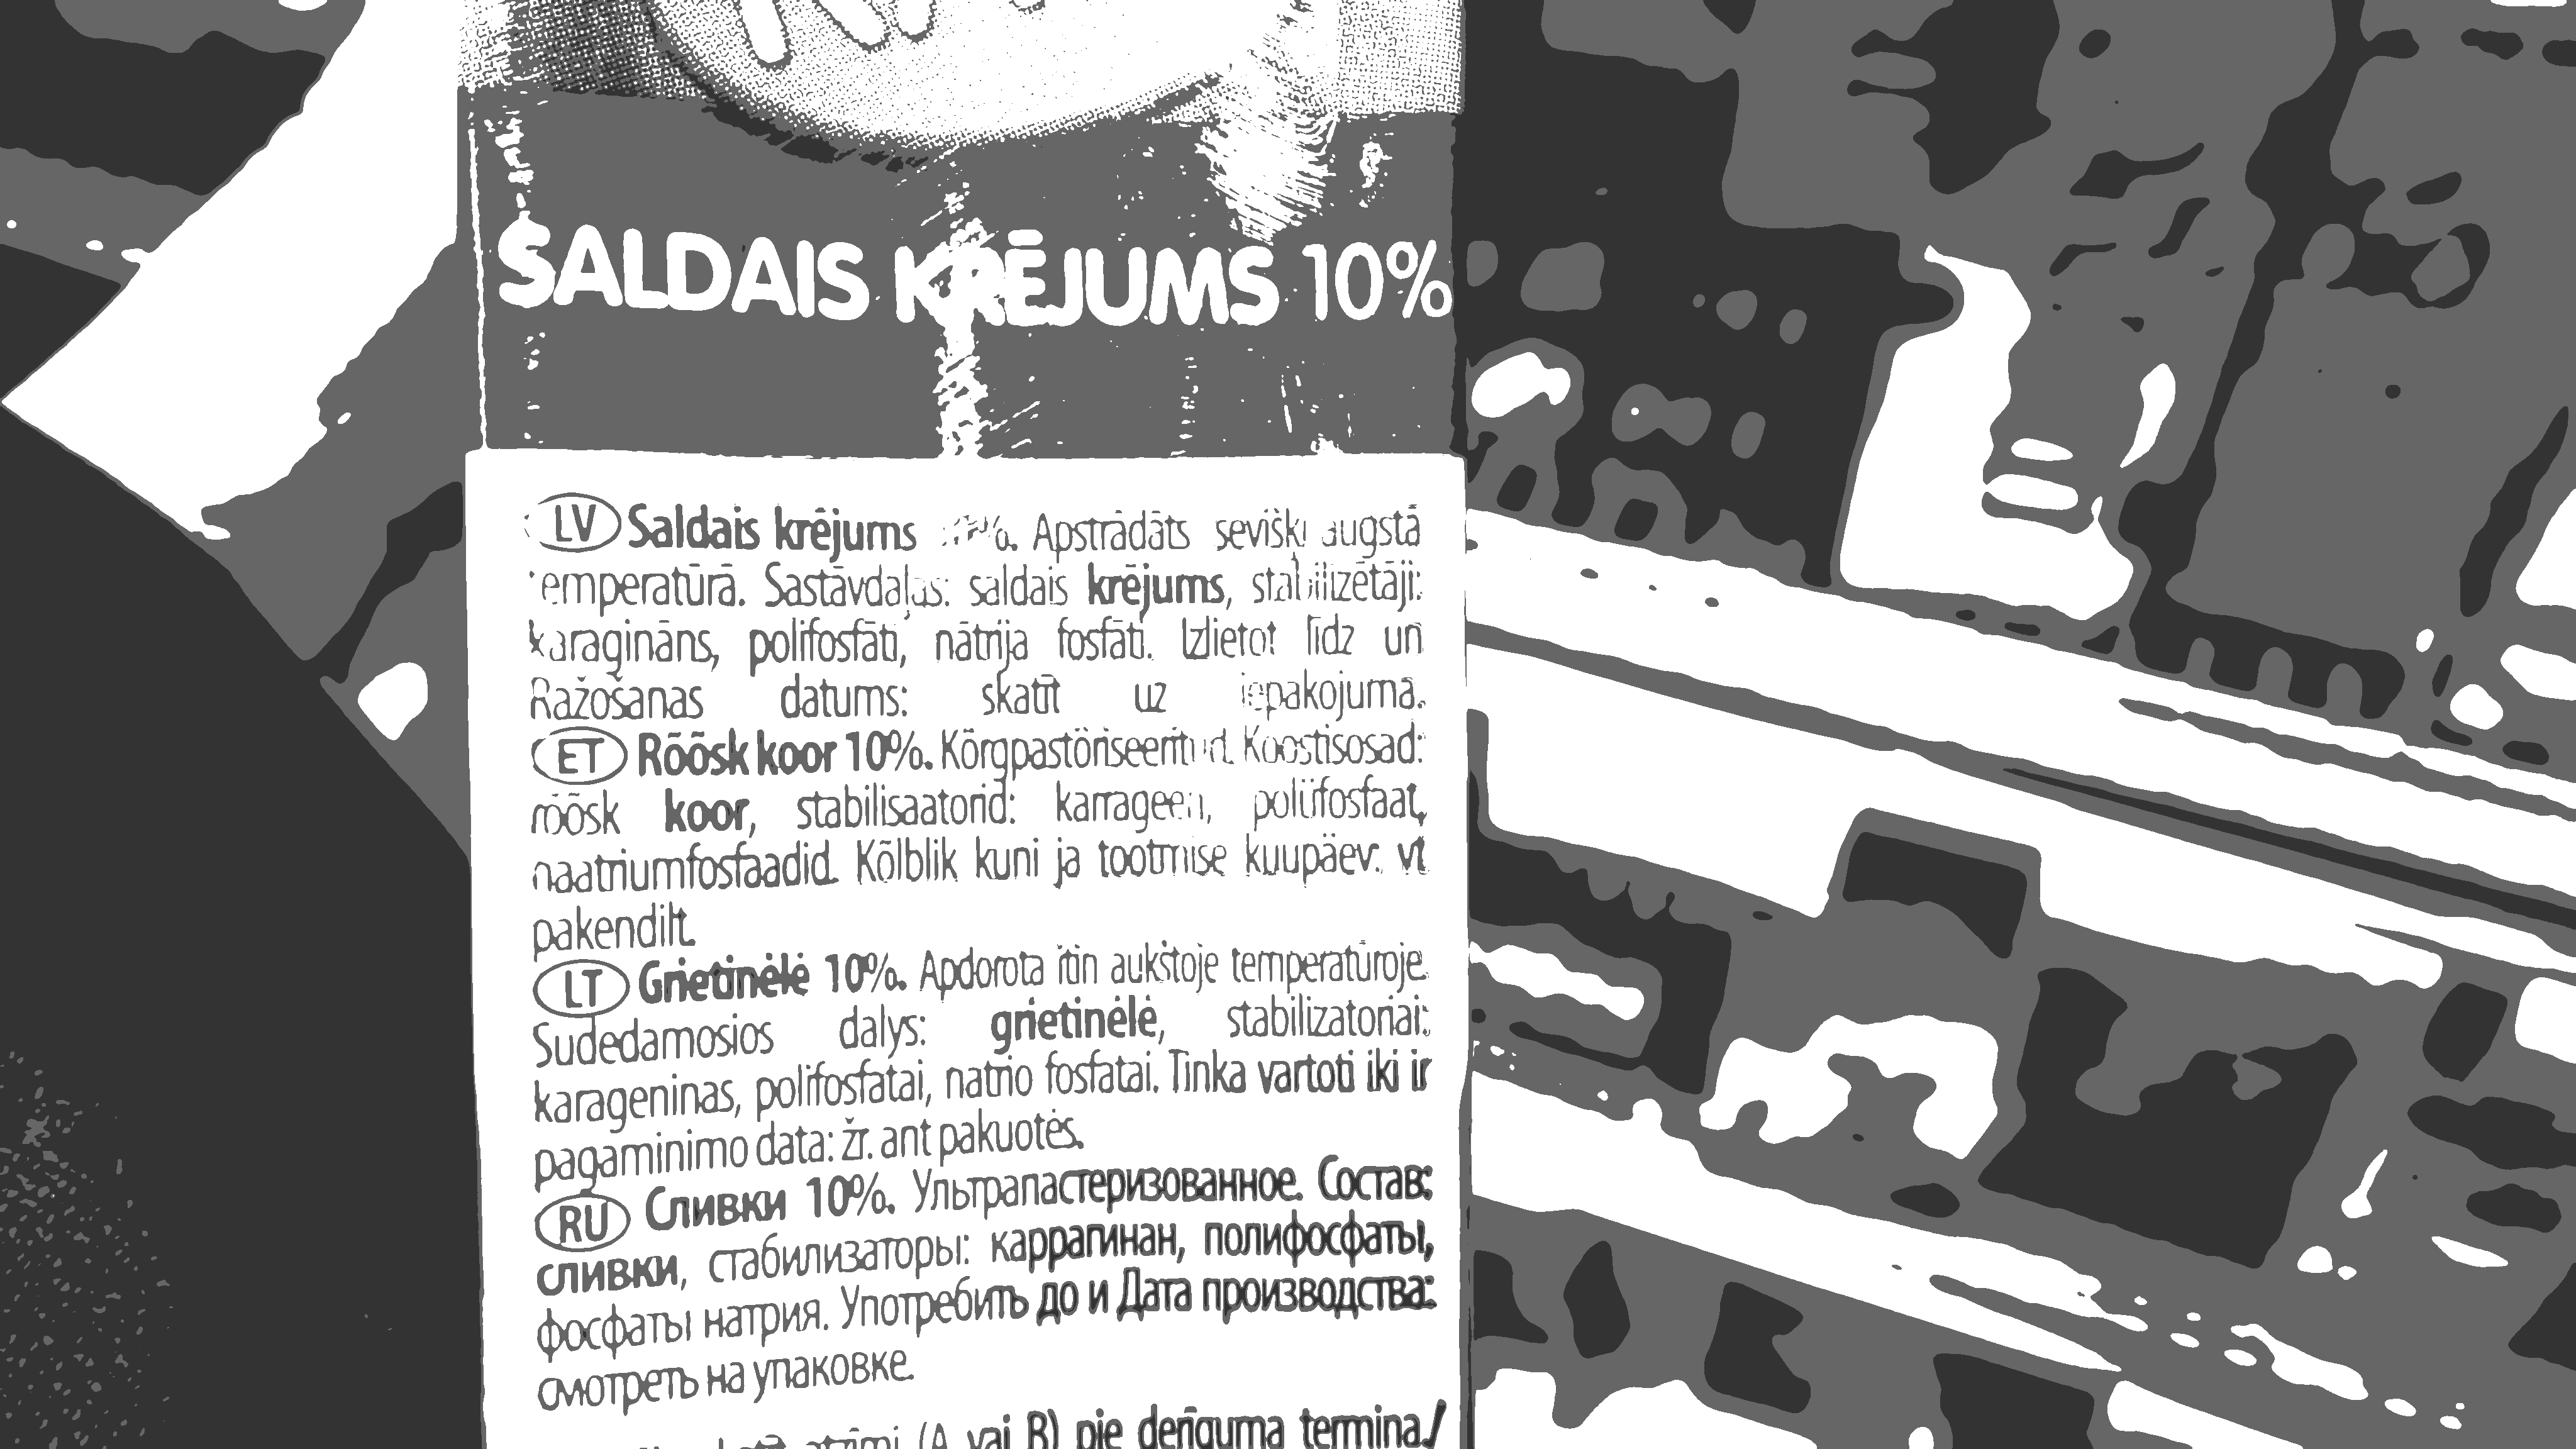 SALDAIS KRĒJUMS 10%
LV Saldais krējums Apstrādāts sevišķi augstā
temperatūrā. Sastāvdaļas: saldais krējums, stabilizētāji:
karagināns, polifosfāti, nātrija fosfāti. Izlietot līdz un
Ražošanas datums: skatīt uz iepakojuma.
ET Rõõsk koor 10%. Kõrgpastöriseeritud. Koostisosad:
rõõsk koor, stabilisaatorid: karrageen, polüfosfaat,
naatriumfosfaadid. Kõlblik kuni ja tootmise kuupäev: vt
pakendilt.
LT Grietinėlė 10%. Apdorota itin aukštoje temperatūroje.
Sudedamosios dalys: grietinėlė, stabilizatoriai:
karageninas, polifosfatai, natrio fosfatai. Tinka vartoti iki ir
pagaminimo data: žr. ant pakuotės.
RU Сливки 10%. Ультрапастеризованное. Состав:
сливки, стабилизаторы: каррагинан, полифосфаты,
фосфаты натрия. Употребить до и Дата производства:
смотреть на упаковке.
(A vai B) pie derīguma termiņa./